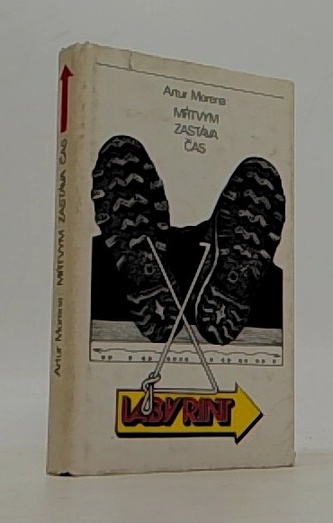 Artur Morena
MŔTVYM
ZASTÁVA
ČAS
LABYRINT
Artur Morena MŔTVYM ZASTÁVA ČAS